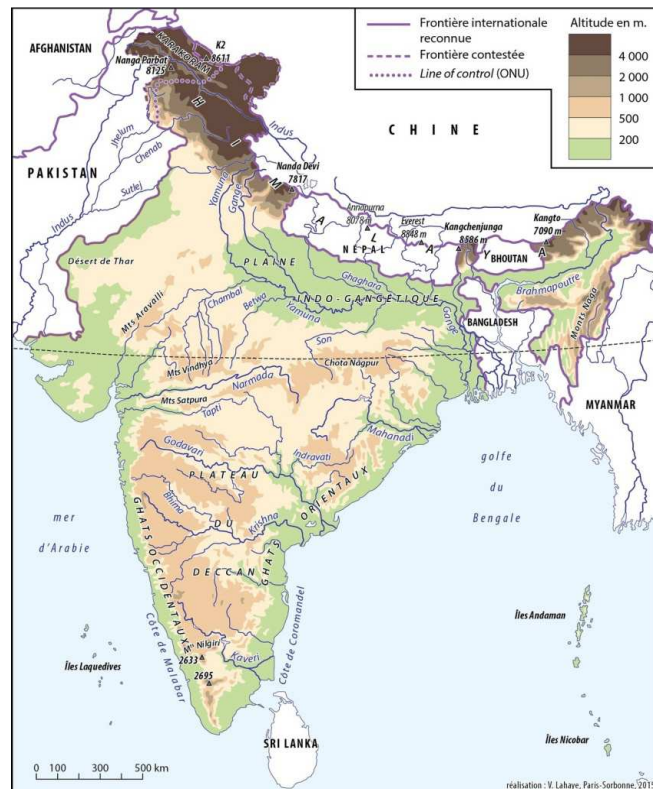 Frontière internationale
reconnue
Frontière contestée
Line of control (ONU)
Altitude en m.
4 000
2 000
1 000
500
200
AFGHANISTAN
KARAKORAM
K2
8611
Nanga Parbat
8125
HIMALAYA
Indus
CHINE
Jhelum
Chenab
PAKISTAN
Sutlej
Indus
Yamuna
Gange
Nanda Devi
7817
Annapurna
8078 m
Everest
8848 m
NÉPAL
Kangchenjunga
8586 m
Kangto
7090 m
BHOUTAN
Désert de Thar
PLAINE
INDO-GANGÉTIQUE
Ghaghara
Brahmapoutre
Mts Aravalli
Chambal
Betwa
Yamuna
Gange
BANGLADESH
Monts Naga
Son
Mts Vindhya
Chota Nagpur
Narmada
Mts Satpura
Tapti
MYANMAR
Mahanadi
Godavari
Indravati
PLATEAU
DU
DECCAN
Bhima
Krishna
GHATS ORIENTAUX
GHATS OCCIDENTAUX
golfe
du
Bengale
mer
d'Arabie
Côte de Malabar
Côte de Coromandel
Mts Nilgiri
2633
Kaveri
2695
Îles Laquedives
Îles Andaman
Îles Nicobar
SRI LANKA
0 100 500 km
réalisation : V. Lahaye, Paris-Sorbonne, 2015